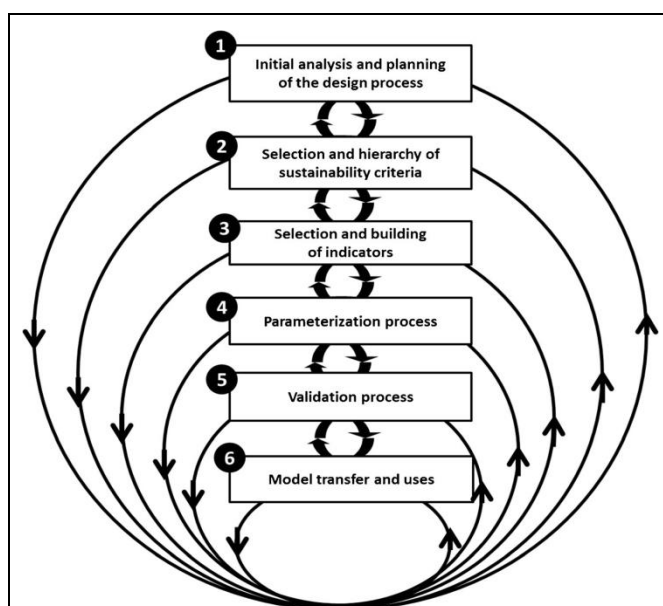 1
Initial analysis and planning
of the design process
2
Selection and hierarchy of
sustainability criteria
3
Selection and building
of indicators
4
Parameterization process
5
Validation process
6
Model transfer and uses